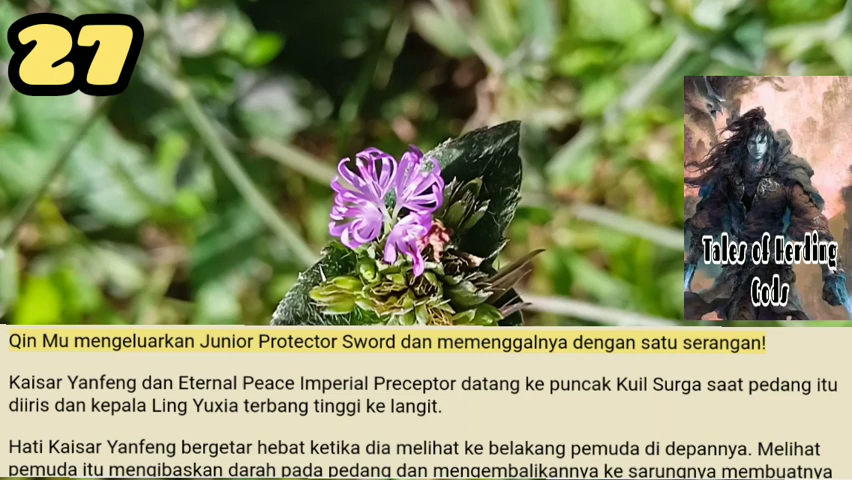 27
Tales of Herding
Gods
Qin Mu mengeluarkan Junior Protector Sword dan memenggalnya dengan satu serangan!
Kaisar Yanfeng dan Eternal Peace Imperial Preceptor datang ke puncak Kuil Surga saat pedang itu
diiris dan kepala Ling Yuxia terbang tinggi ke langit.
Hati Kaisar Yanfeng bergetar hebat ketika dia melihat ke belakang pemuda di depannya. Melihat
pemuda itu mengibaskan darah pada pedang dan mengembalikannya ke sarungnya membuatnya